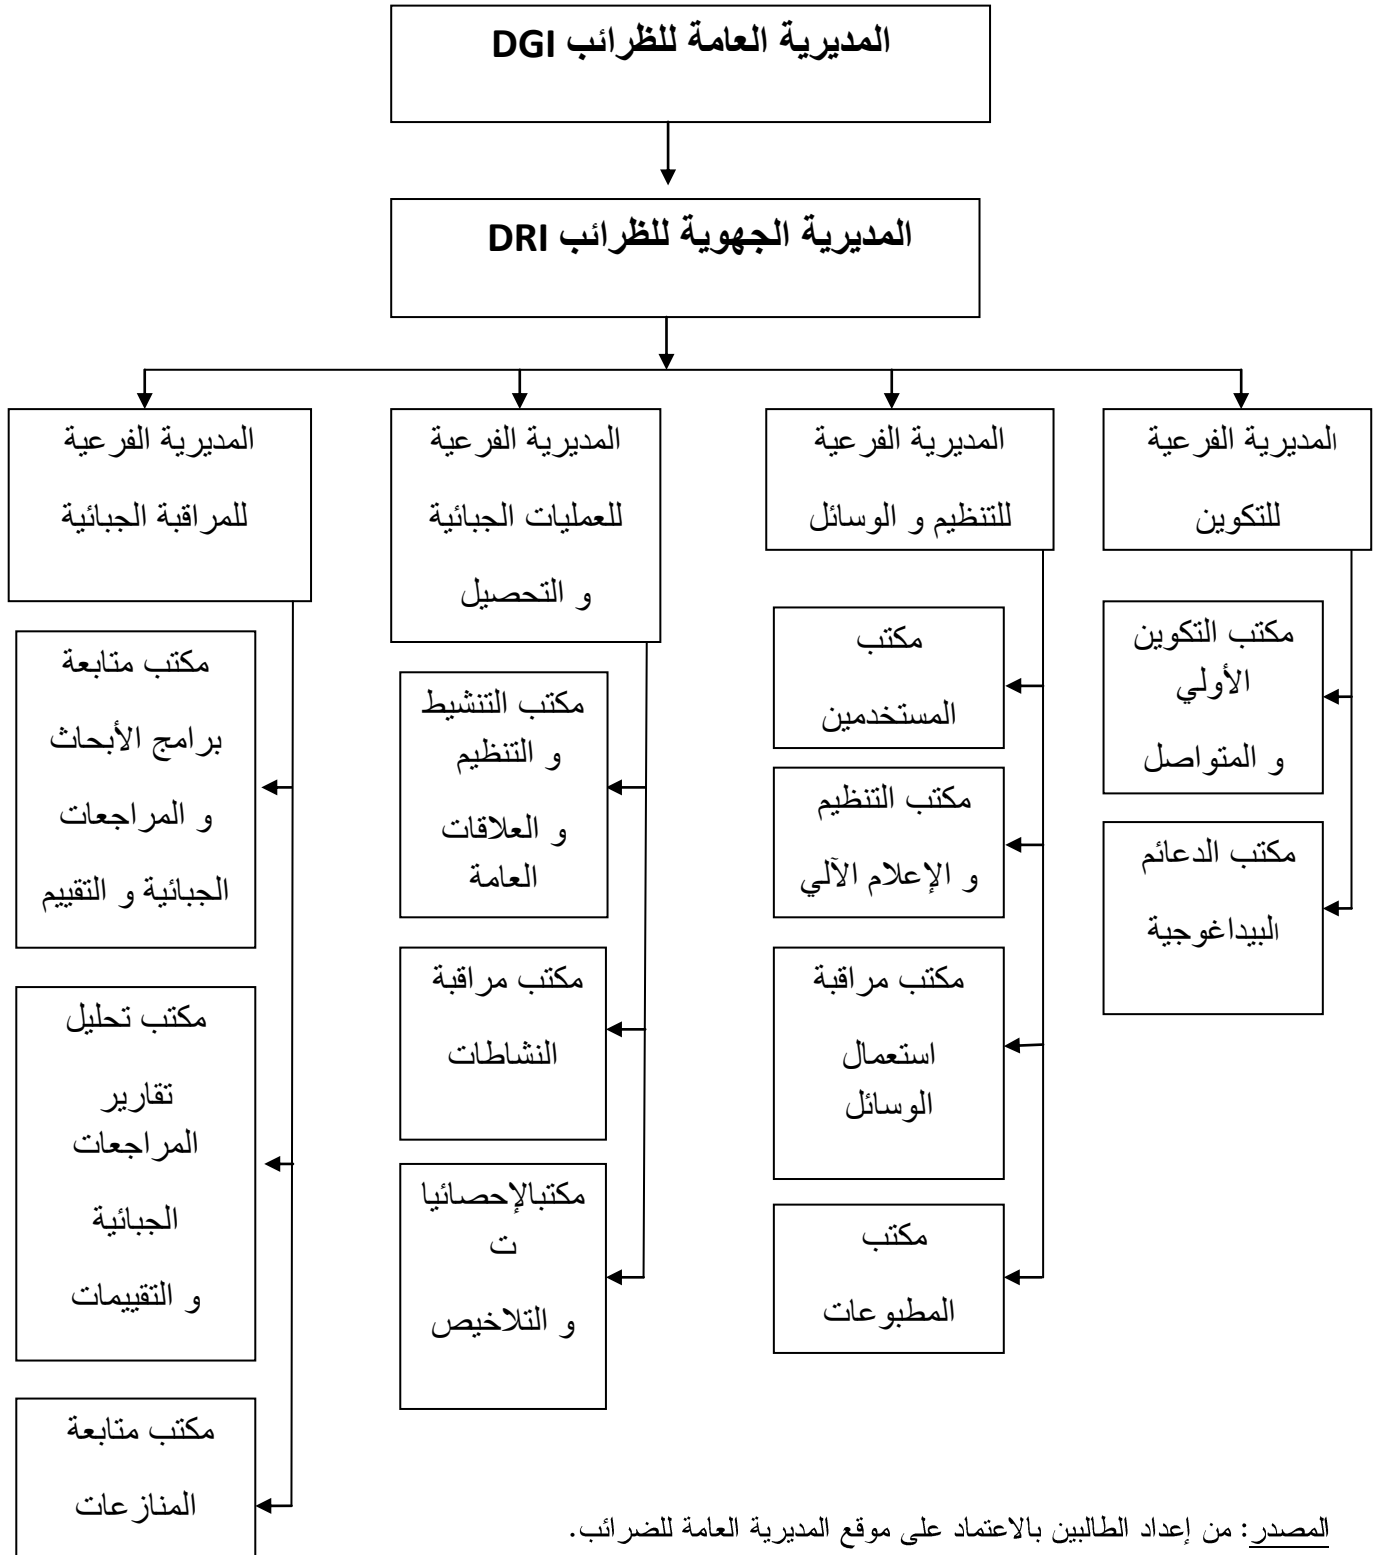 المديرية العامة للظرائب DGI
المديرية الجهوية للظرائب DRI
المديرية الفرعية
للتكوين
مكتب التكوين
الأولي
و المتواصل
مكتب الدعائم
البيداغوجية
المديرية الفرعية
للتنظيم و الوسائل
مكتب
المستخدمين
مكتب التنظيم
و الإعلام الآلي
مكتب مراقبة
استعمال
الوسائل
مكتب
المطبوعات
المديرية الفرعية
للعمليات الجبائية
و التحصيل
مكتب التنشيط
و التنظيم
و العلاقات
العامة
مكتب مراقبة
النشاطات
مكتبالإحصائيا
ت
و التلاخيص
المديرية الفرعية
للمراقبة الجبائية
مكتب متابعة
برامج الأبحاث
و المراجعات
الجبائية و التقييم
مكتب تحليل
تقارير
المراجعات
الجبائية
و التقييمات
مكتب متابعة
المنازعات
المصدر: من إعداد الطالبين بالاعتماد على موقع المديرية العامة للضرائب.